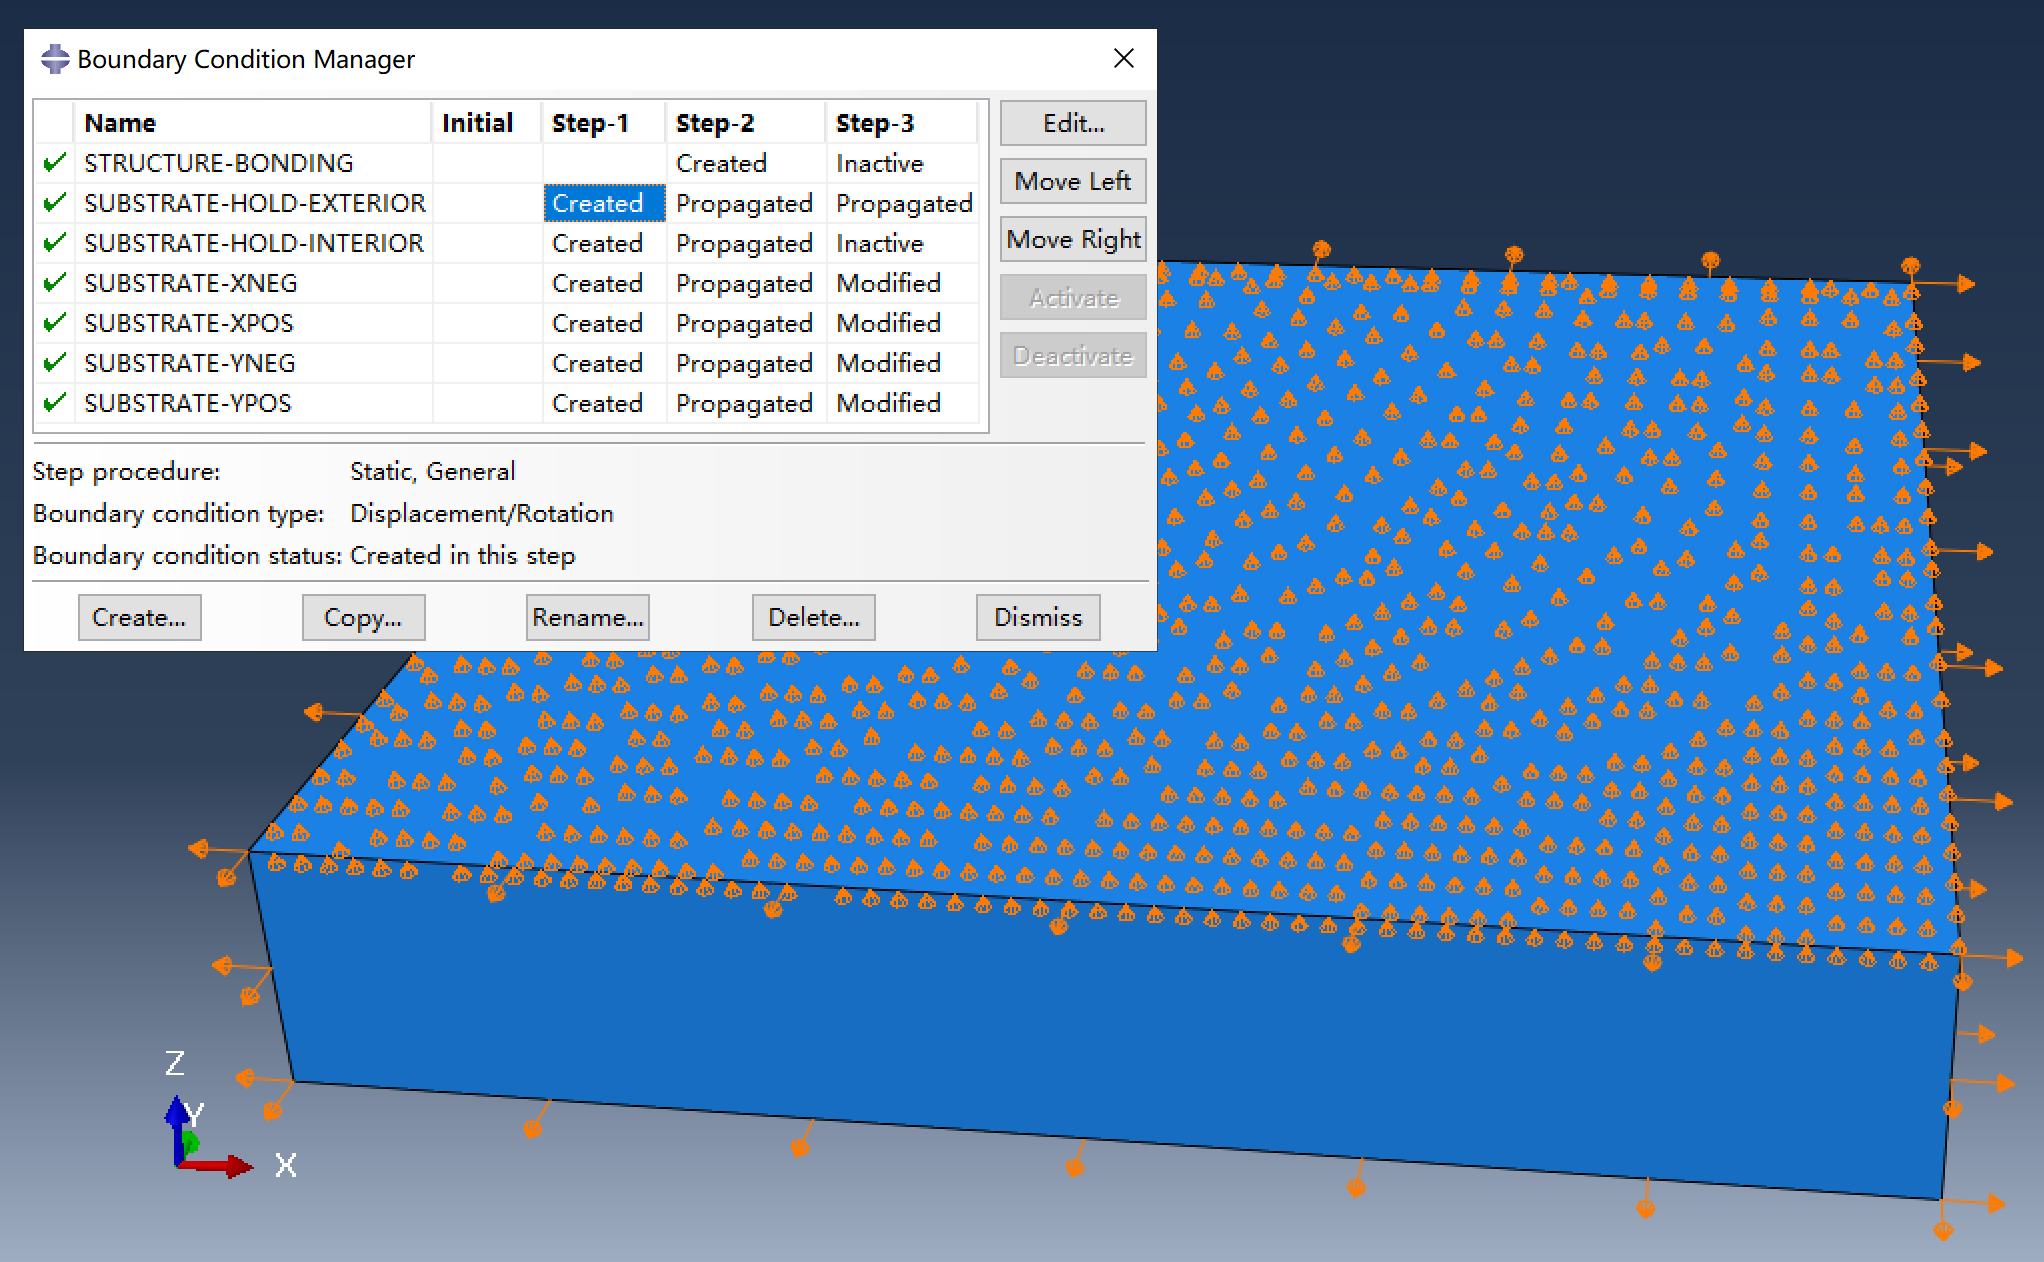 Boundary Condition Manager
Name Initial Step-1 Step-2 Step-3
STRUCTURE-BONDING Created Inactive
SUBSTRATE-HOLD-EXTERIOR Created Propagated Propagated
SUBSTRATE-HOLD-INTERIOR Created Propagated Inactive
SUBSTRATE-XNEG Created Propagated Modified
SUBSTRATE-XPOS Created Propagated Modified
SUBSTRATE-YNEG Created Propagated Modified
SUBSTRATE-YPOS Created Propagated Modified
Edit...
Move Left
Move Right
Activate
Deactivate
Step procedure: Static, General
Boundary condition type: Displacement/Rotation
Boundary condition status: Created in this step
Create... Copy... Rename... Delete... Dismiss
Z
Y
X